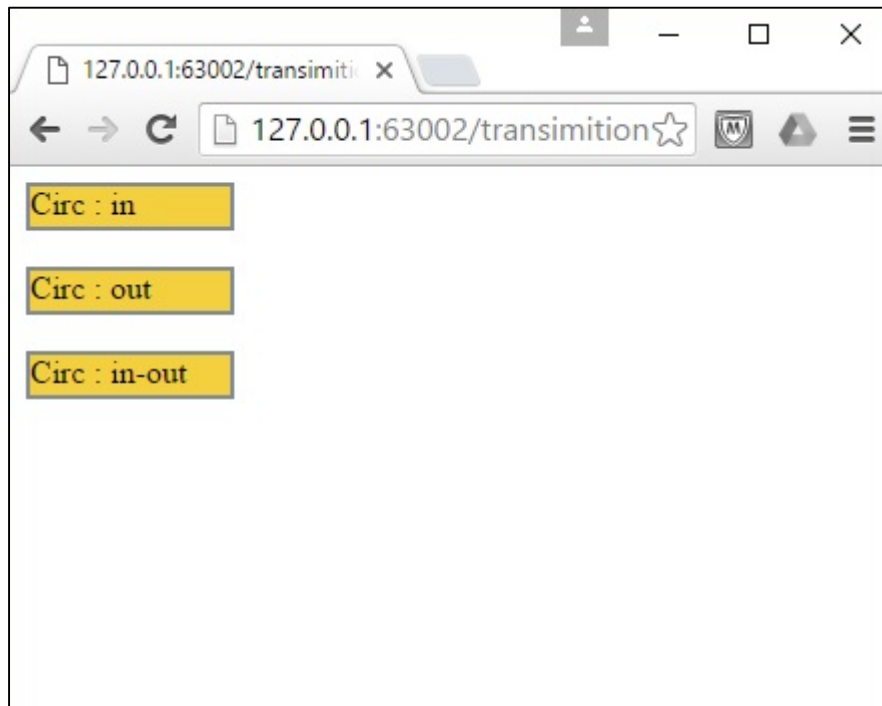 127.0.0.1:63002/transimiti
127.0.0.1:63002/transimition
Circ : in
Circ : out
Circ : in-out